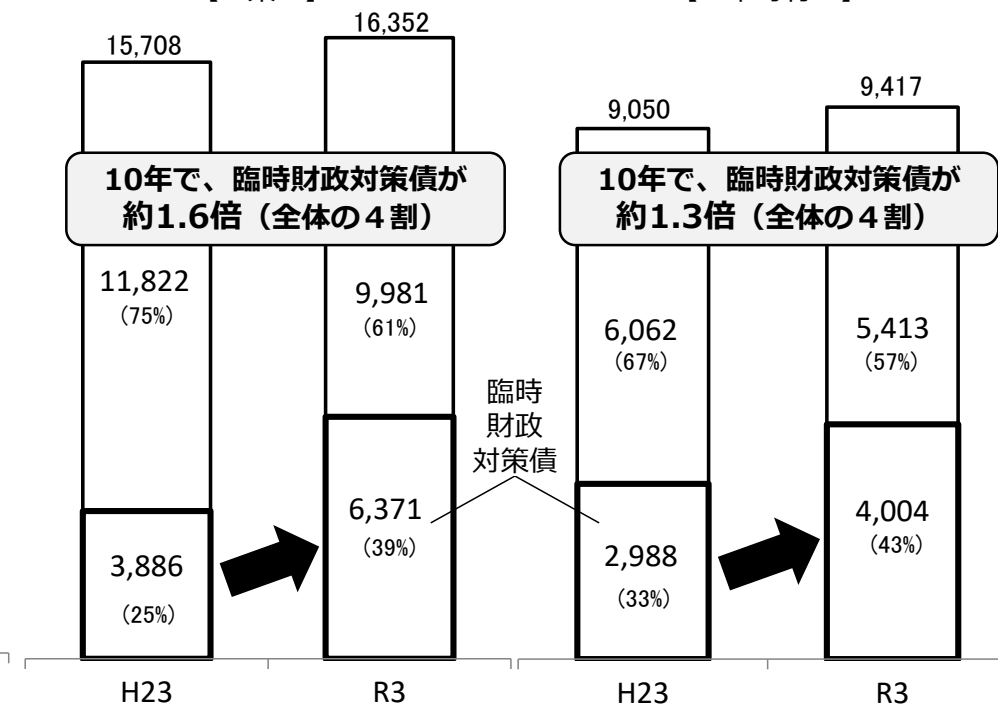 15,708
16,352
10年で、臨時財政対策債が
約1.6倍（全体の４割）
11,822
（75%）
9,981
（61%）
3,886
（25%）
6,371
（39%）
H23
R3
臨時
財政
対策債
9,050
9,417
10年で、臨時財政対策債が
約1.3倍（全体の４割）
6,062
（67%）
5,413
（57%）
2,988
（33%）
4,004
（43%）
H23
R3